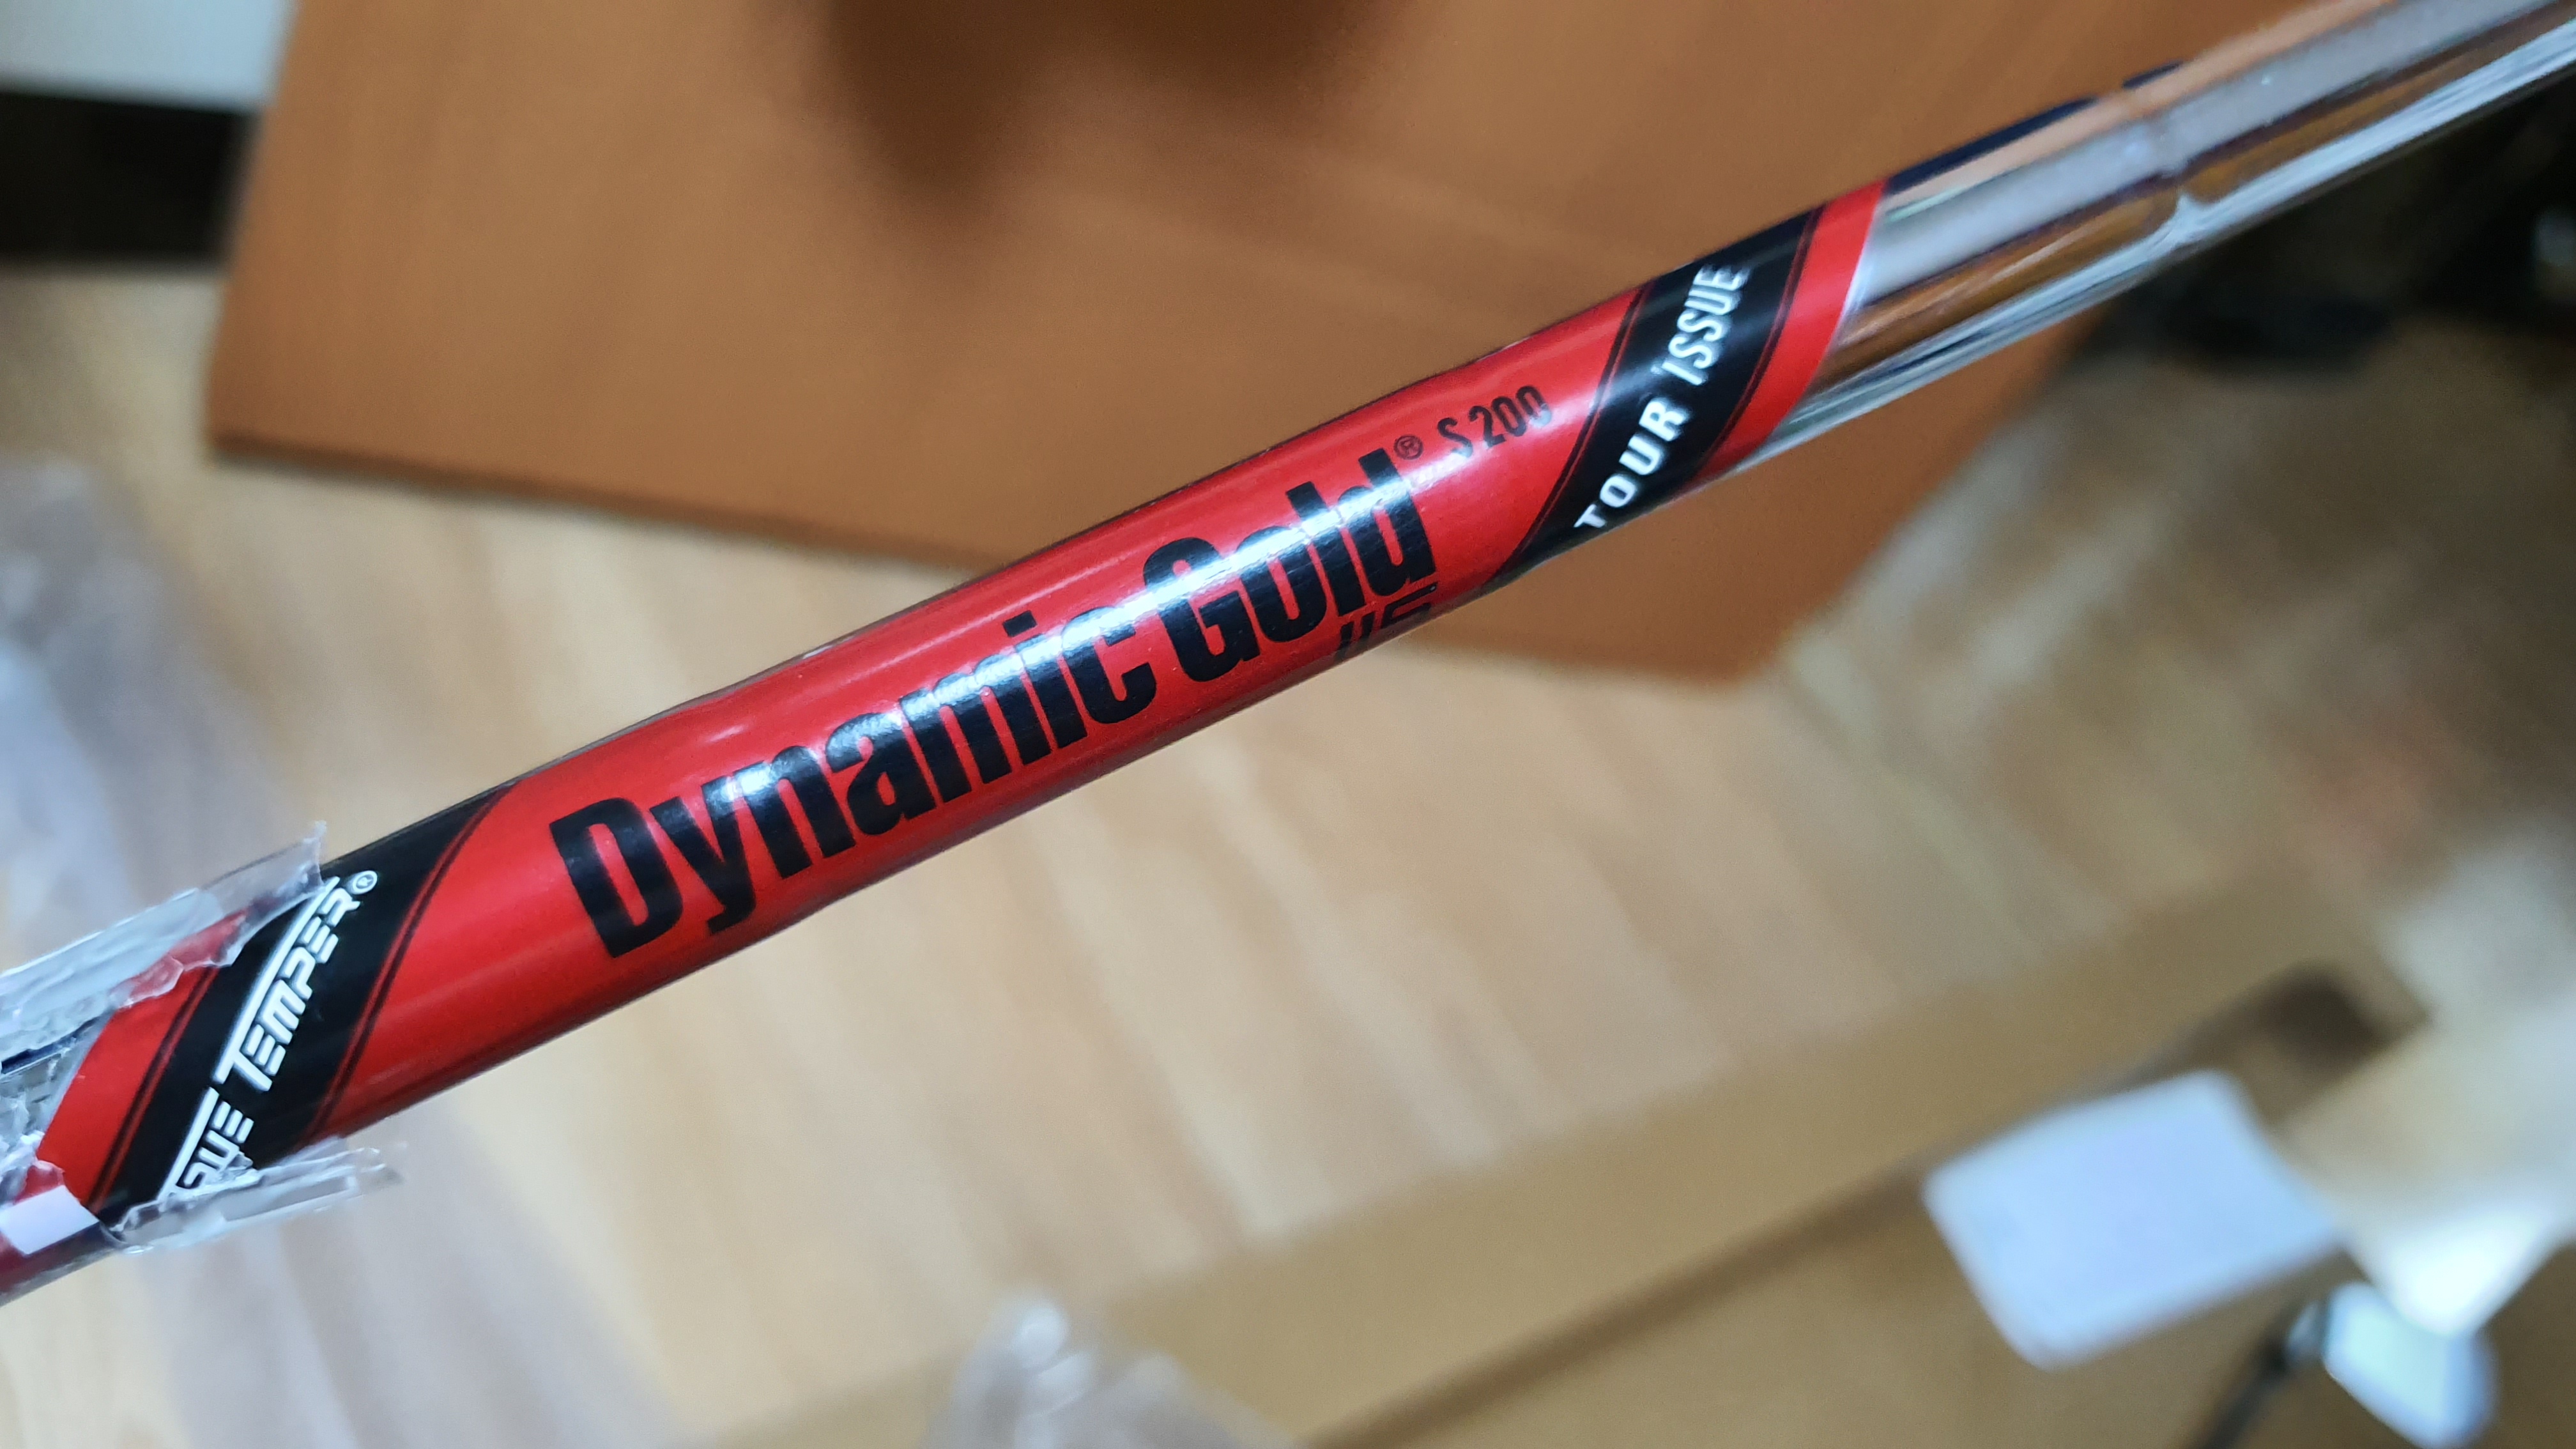 TEMPER®
Dynamic Gold® S200
TOUR ISSUE